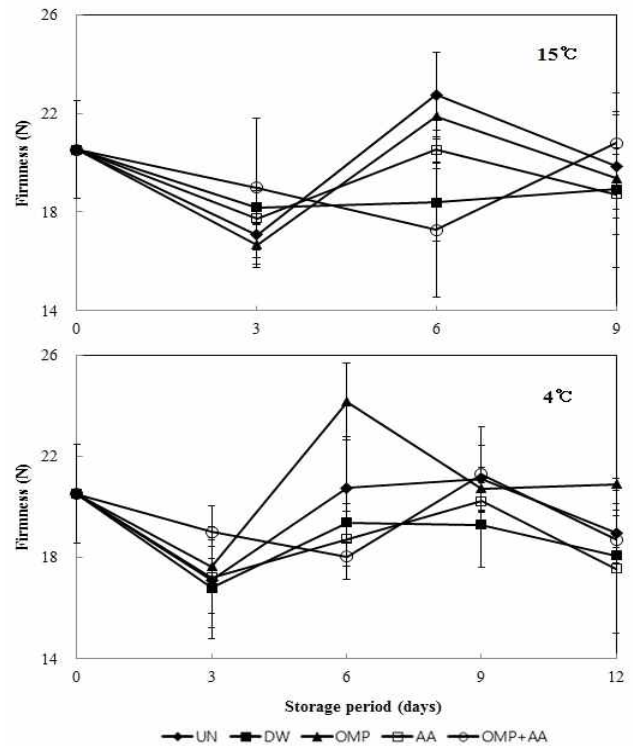 26
15℃
22
Firmness (N)
18
14
0 3 6 9
26
4℃
22
Firmness (N)
18
14
0 3 6 9 12
Storage period (days)
UN DW OMP AA OMP+AA